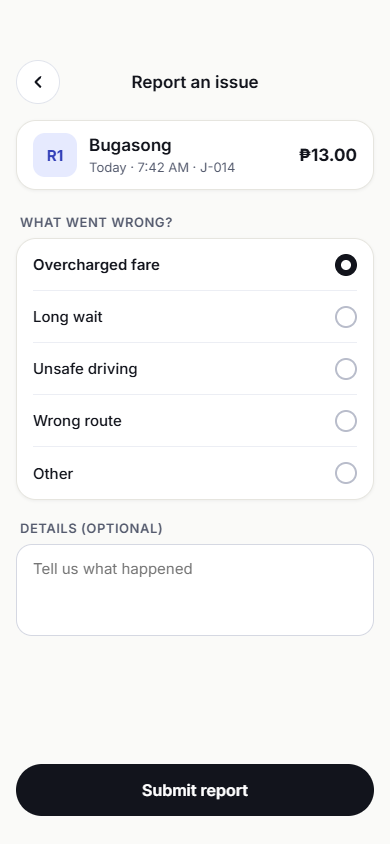 Report an issue
R1
Bugasong
Today · 7:42 AM · J-014
₱13.00
WHAT WENT WRONG?
Overcharged fare
Long wait
Unsafe driving
Wrong route
Other
DETAILS (OPTIONAL)
Tell us what happened
Submit report